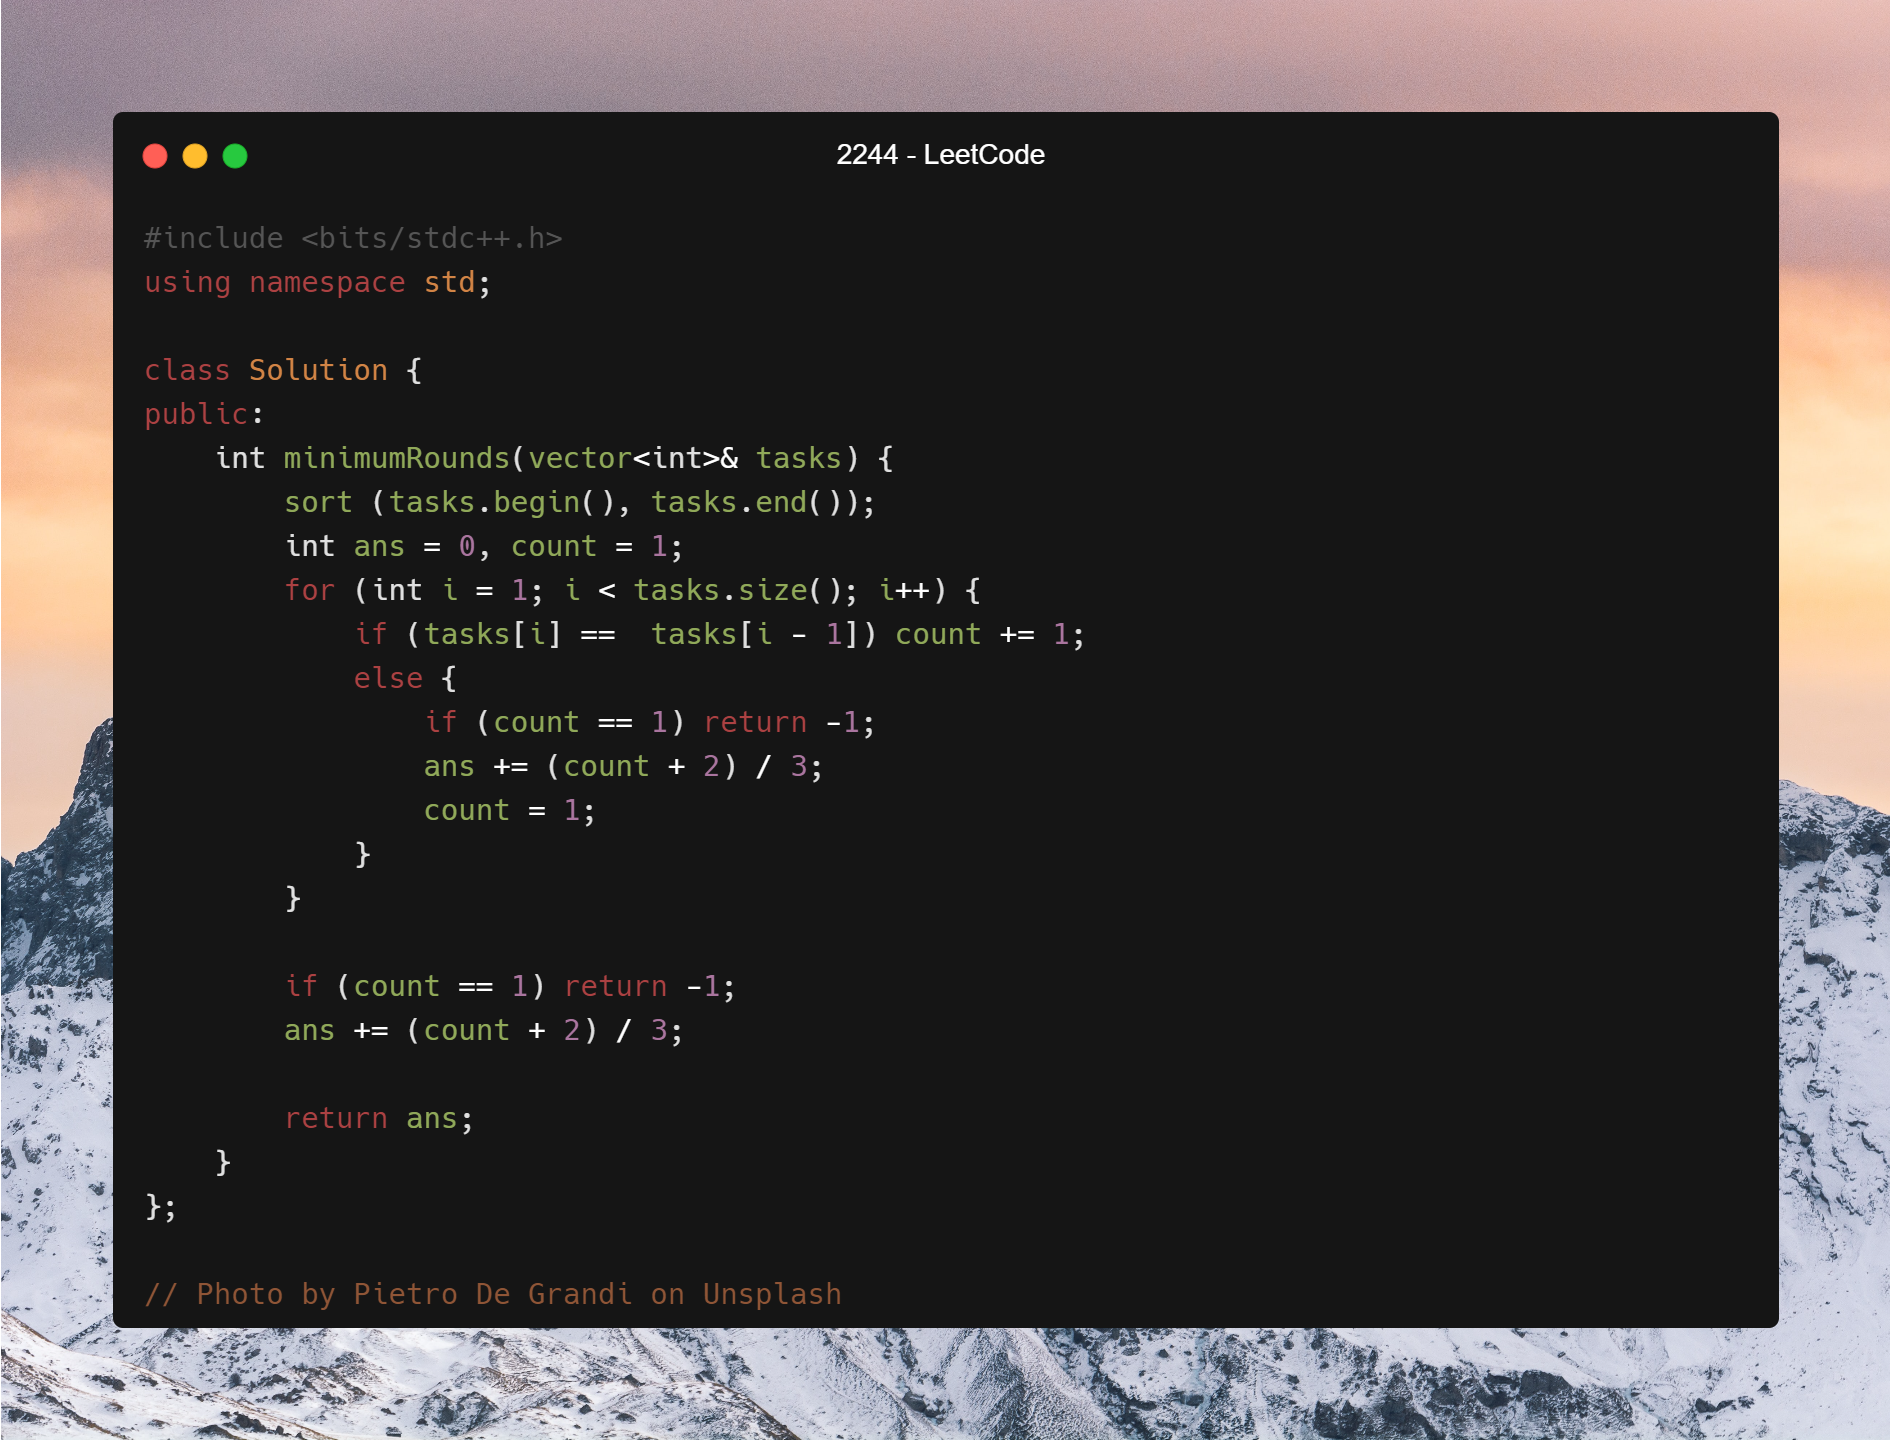 2244 - LeetCode
#include <bits/stdc++.h>
using namespace std;
class Solution {
public:
    int minimumRounds(vector<int>& tasks) {
        sort (tasks.begin(), tasks.end());
        int ans = 0, count = 1;
        for (int i = 1; i < tasks.size(); i++) {
            if (tasks[i] ==  tasks[i - 1]) count += 1;
            else {
                if (count == 1) return -1;
                ans += (count + 2) / 3;
                count = 1;
            }
        }
        if (count == 1) return -1;
        ans += (count + 2) / 3;
        return ans;
    }
};
// Photo by Pietro De Grandi on Unsplash